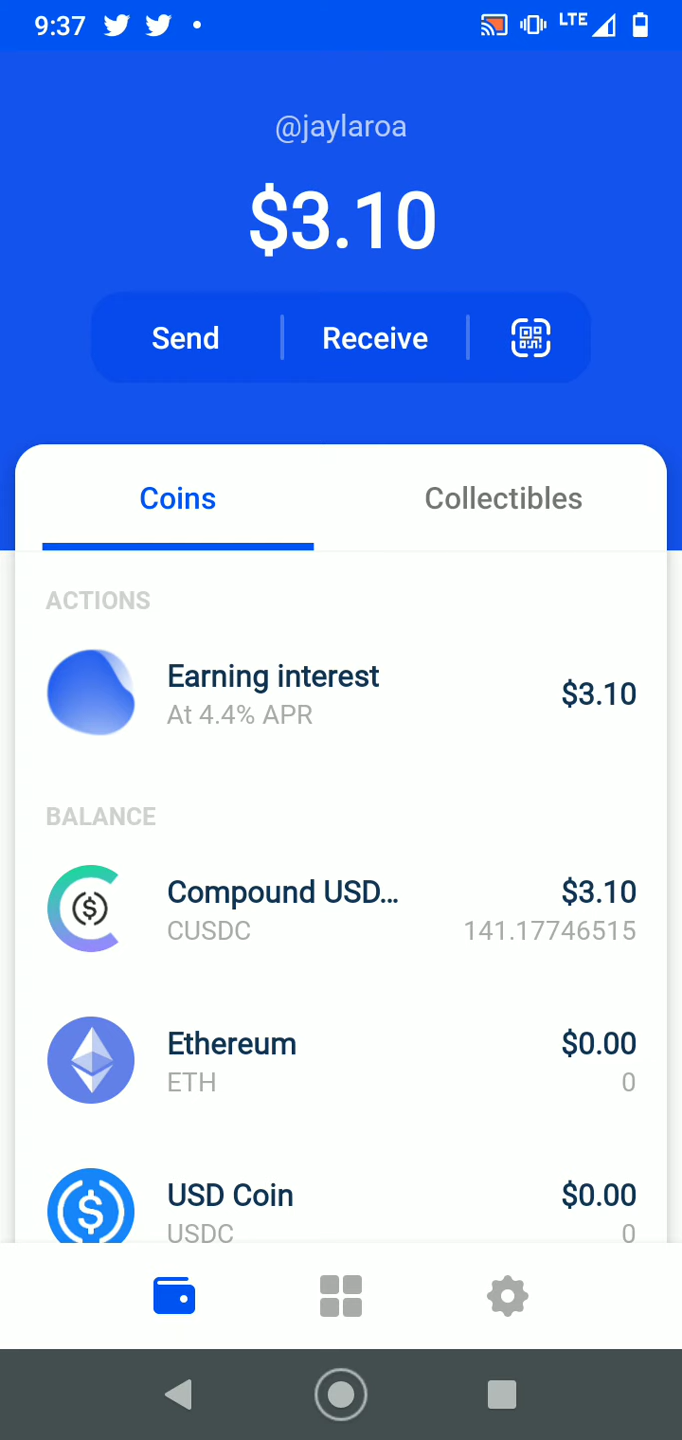 9:37
LTE
@jaylaroa
$3.10
Send Receive
Coins Collectibles
ACTIONS
Earning interest $3.10
At 4.4% APR
BALANCE
Compound USD... $3.10
CUSDC 141.17746515
Ethereum $0.00
ETH 0
USD Coin $0.00
USDC 0